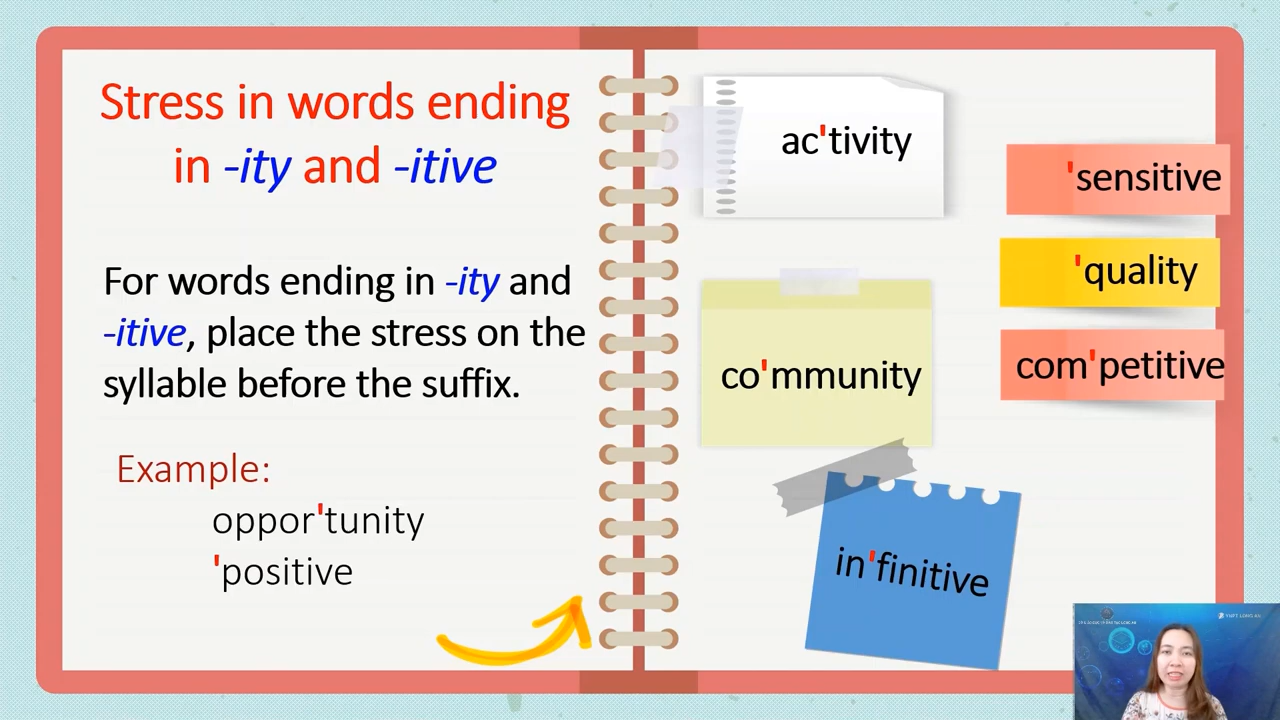 Stress in words ending
in -ity and -itive
For words ending in -ity and
-itive, place the stress on the
syllable before the suffix.
Example:
oppor'tunity
'positive
ac'tivity
co'mmunity
in'finitive
'sensitive
'quality
com'petitive